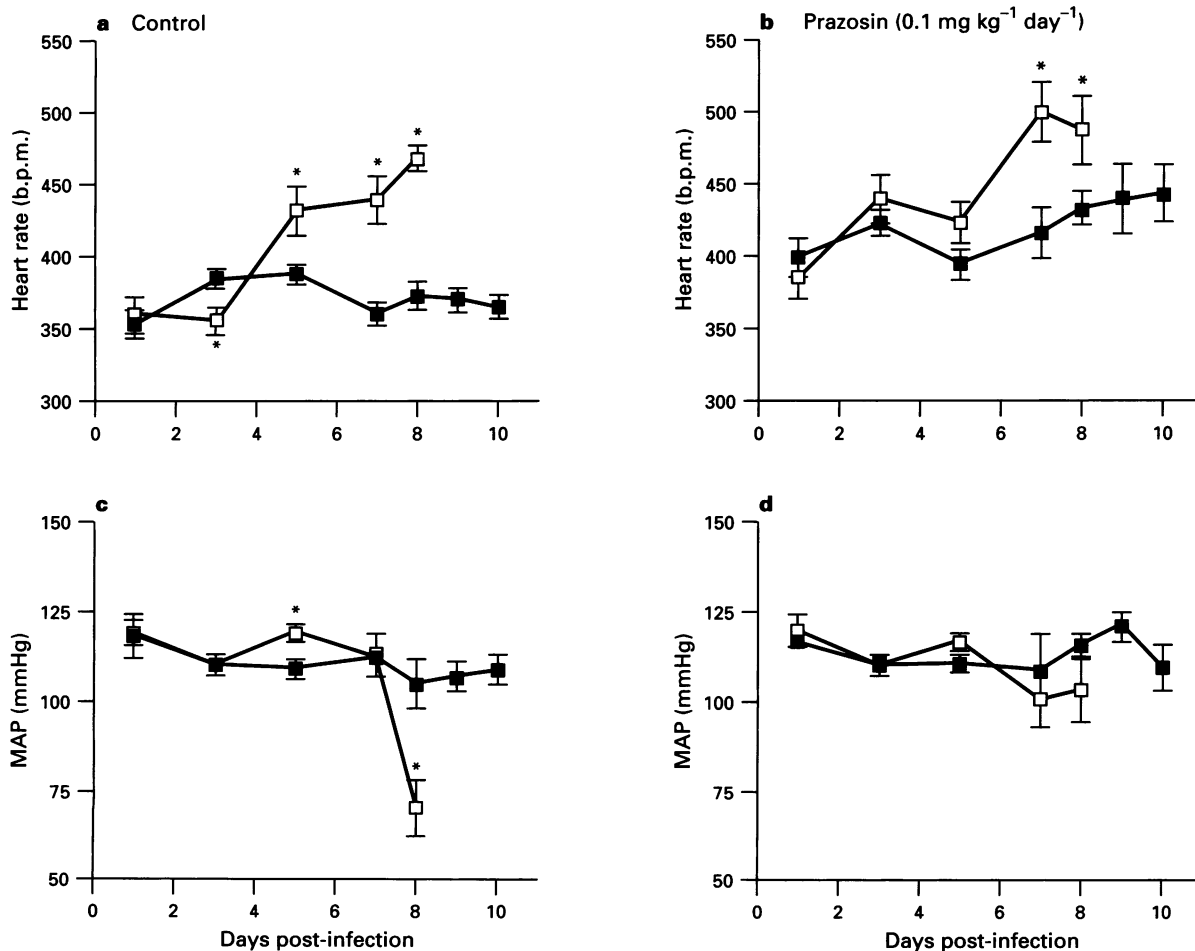 a Control
550
500
450
400
350
300
Heart rate (b.p.m.)
*
*
*
*
0 2 4 6 8 10
b Prazosin (0.1 mg kg⁻¹ day⁻¹)
550
500
450
400
350
300
Heart rate (b.p.m.)
* *
0 2 4 6 8 10
c
150
125
100
75
50
MAP (mmHg)
*
*
0 2 4 6 8 10
Days post-infection
d
150
125
100
75
50
MAP (mmHg)
0 2 4 6 8 10
Days post-infection